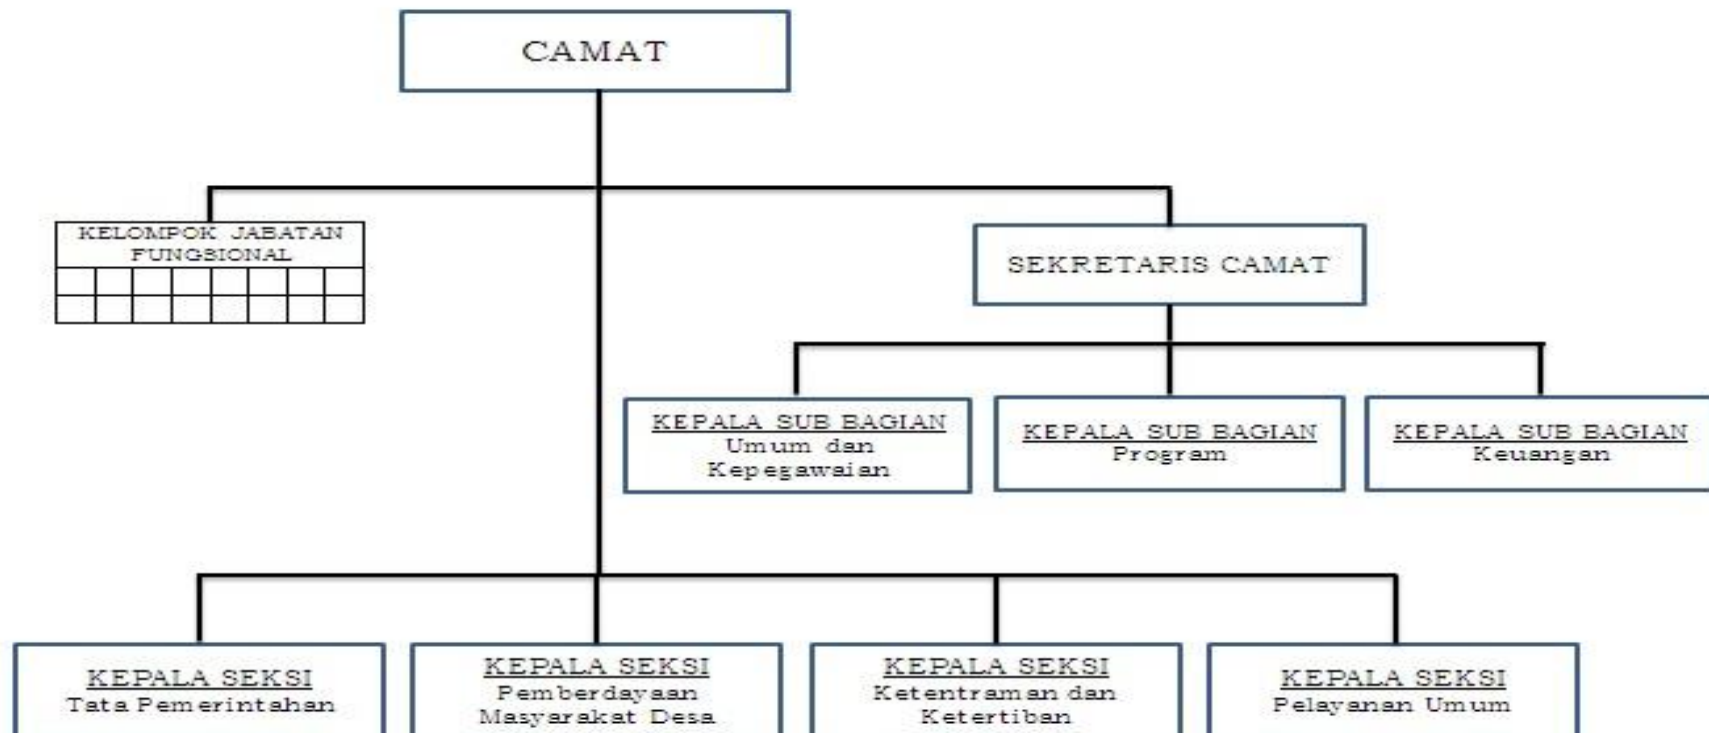 CAMAT
KELOMPOK JABATAN
FUNGSIONAL
SEKRETARIS CAMAT
KEPALA SUB BAGIAN
Umum dan
Kepegawaian
KEPALA SUB BAGIAN
Program
KEPALA SUB BAGIAN
Keuangan
KEPALA SEKSI
Tata Pemerintahan
KEPALA SEKSI
Pemberdayaan
Masyarakat Desa
KEPALA SEKSI
Ketentraman dan
Ketertiban
KEPALA SEKSI
Pelayanan Umum